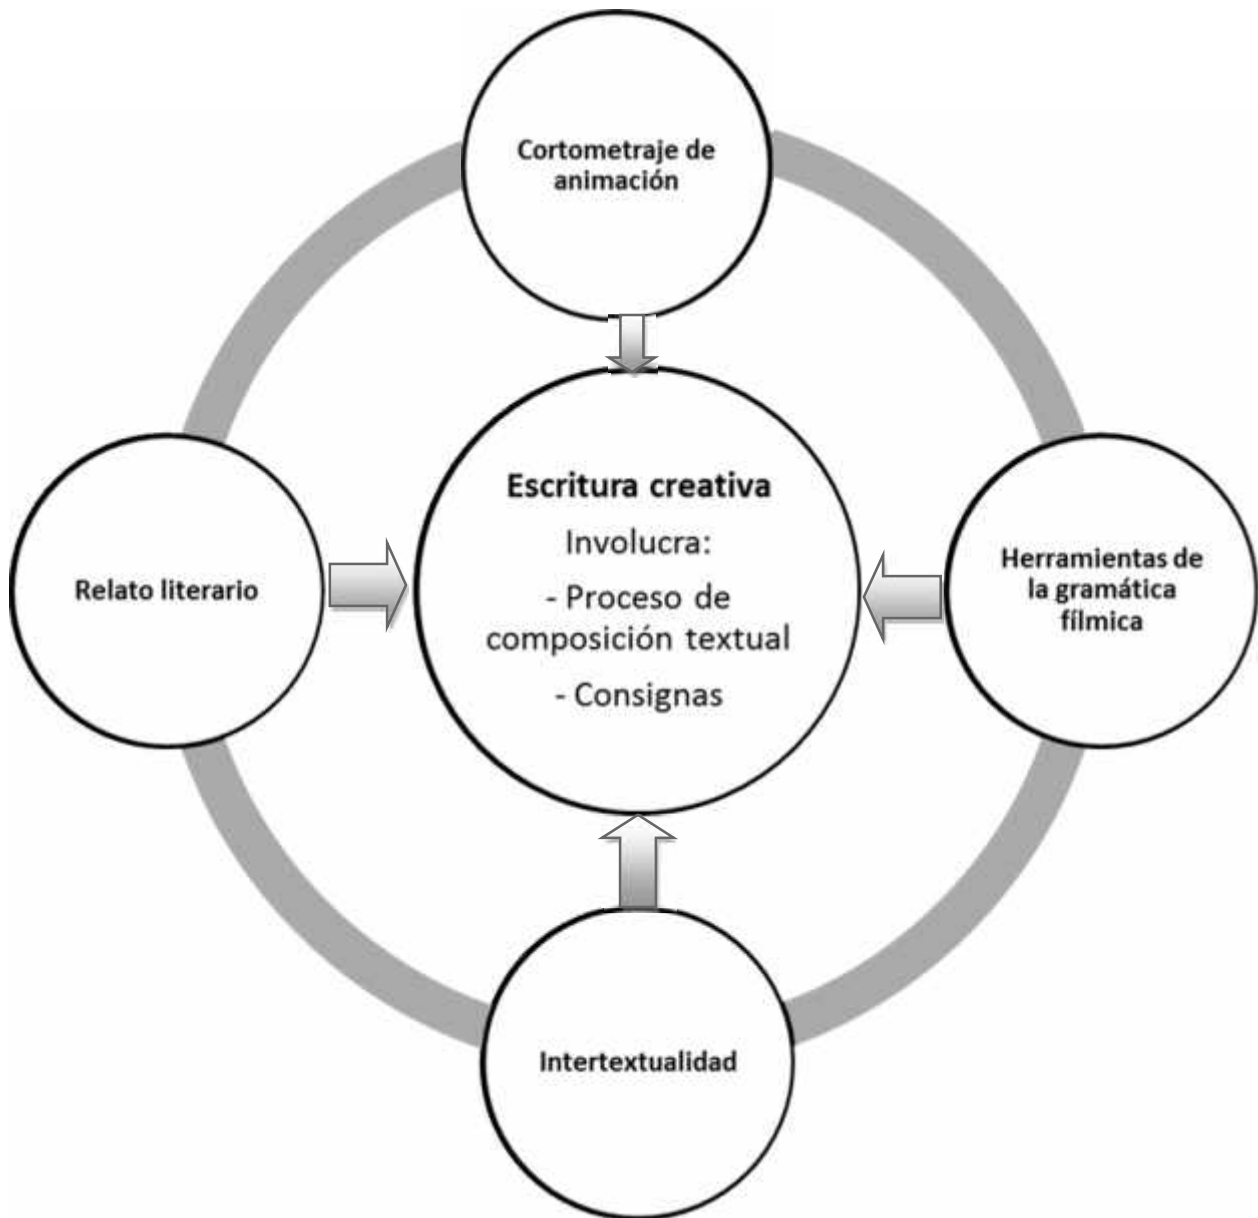 Cortometraje de
animación
Escritura creativa
Involucra:
- Proceso de
composición textual
- Consignas
Relato literario
Herramientas de
la gramática
fílmica
Intertextualidad